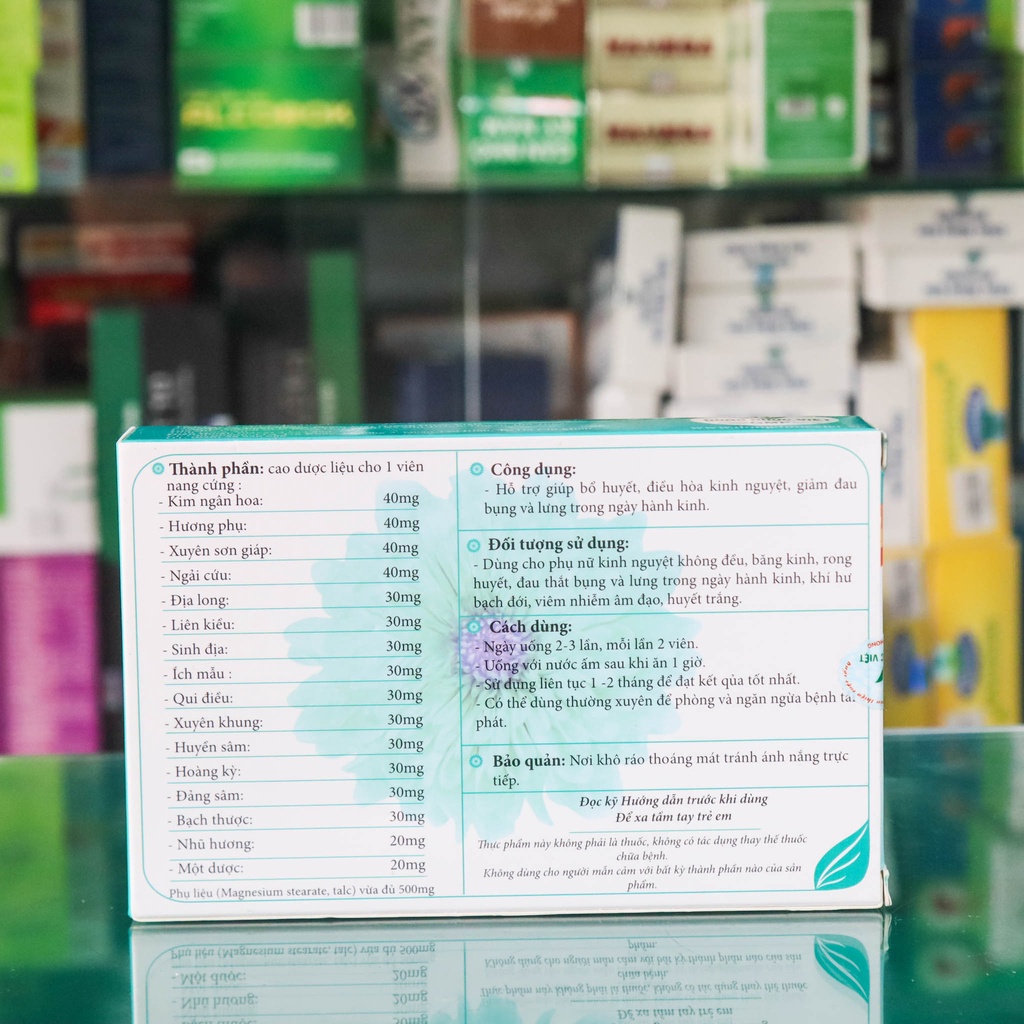 Thành phần: cao dược liệu cho 1 viên
nang cứng :
- Kim ngân hoa: 40mg
- Hương phụ: 40mg
- Xuyên sơn giáp: 40mg
- Ngải cứu: 40mg
- Địa long: 30mg
- Liên kiều: 30mg
- Sinh địa: 30mg
- Ích mẫu : 30mg
- Qui điều: 30mg
- Xuyên khung: 30mg
- Huyền sâm: 30mg
- Hoàng kỳ: 30mg
- Đảng sâm: 30mg
- Bạch thược: 30mg
- Nhũ hương: 20mg
- Một dược: 20mg
Phụ liệu (Magnesium stearate, talc) vừa đủ 500mg
Công dụng:
- Hỗ trợ giúp bổ huyết, điều hòa kinh nguyệt, giảm đau
bụng và lưng trong ngày hành kinh.
Đối tượng sử dụng:
- Dùng cho phụ nữ kinh nguyệt không đều, băng kinh, rong
huyết, đau thắt bụng và lưng trong ngày hành kinh, khí hư
bạch đới, viêm nhiễm âm đạo, huyết trắng.
Cách dùng:
- Ngày uống 2-3 lần, mỗi lần 2 viên.
- Uống với nước ấm sau khi ăn 1 giờ.
- Sử dụng liên tục 1 -2 tháng để đạt kết qủa tốt nhất.
- Có thể dùng thường xuyên để phòng và ngăn ngừa bệnh tái
phát.
Bảo quản: Nơi khô ráo thoáng mát tránh ánh nắng trực
tiếp.
Đọc kỹ Hướng dẫn trước khi dùng
Để xa tầm tay trẻ em
Thực phẩm này không phải là thuốc, không có tác dụng thay thế thuốc
chữa bệnh.
Không dùng cho người mẫn cảm với bất kỳ thành phần nào của sản
phẩm.
VIỆT